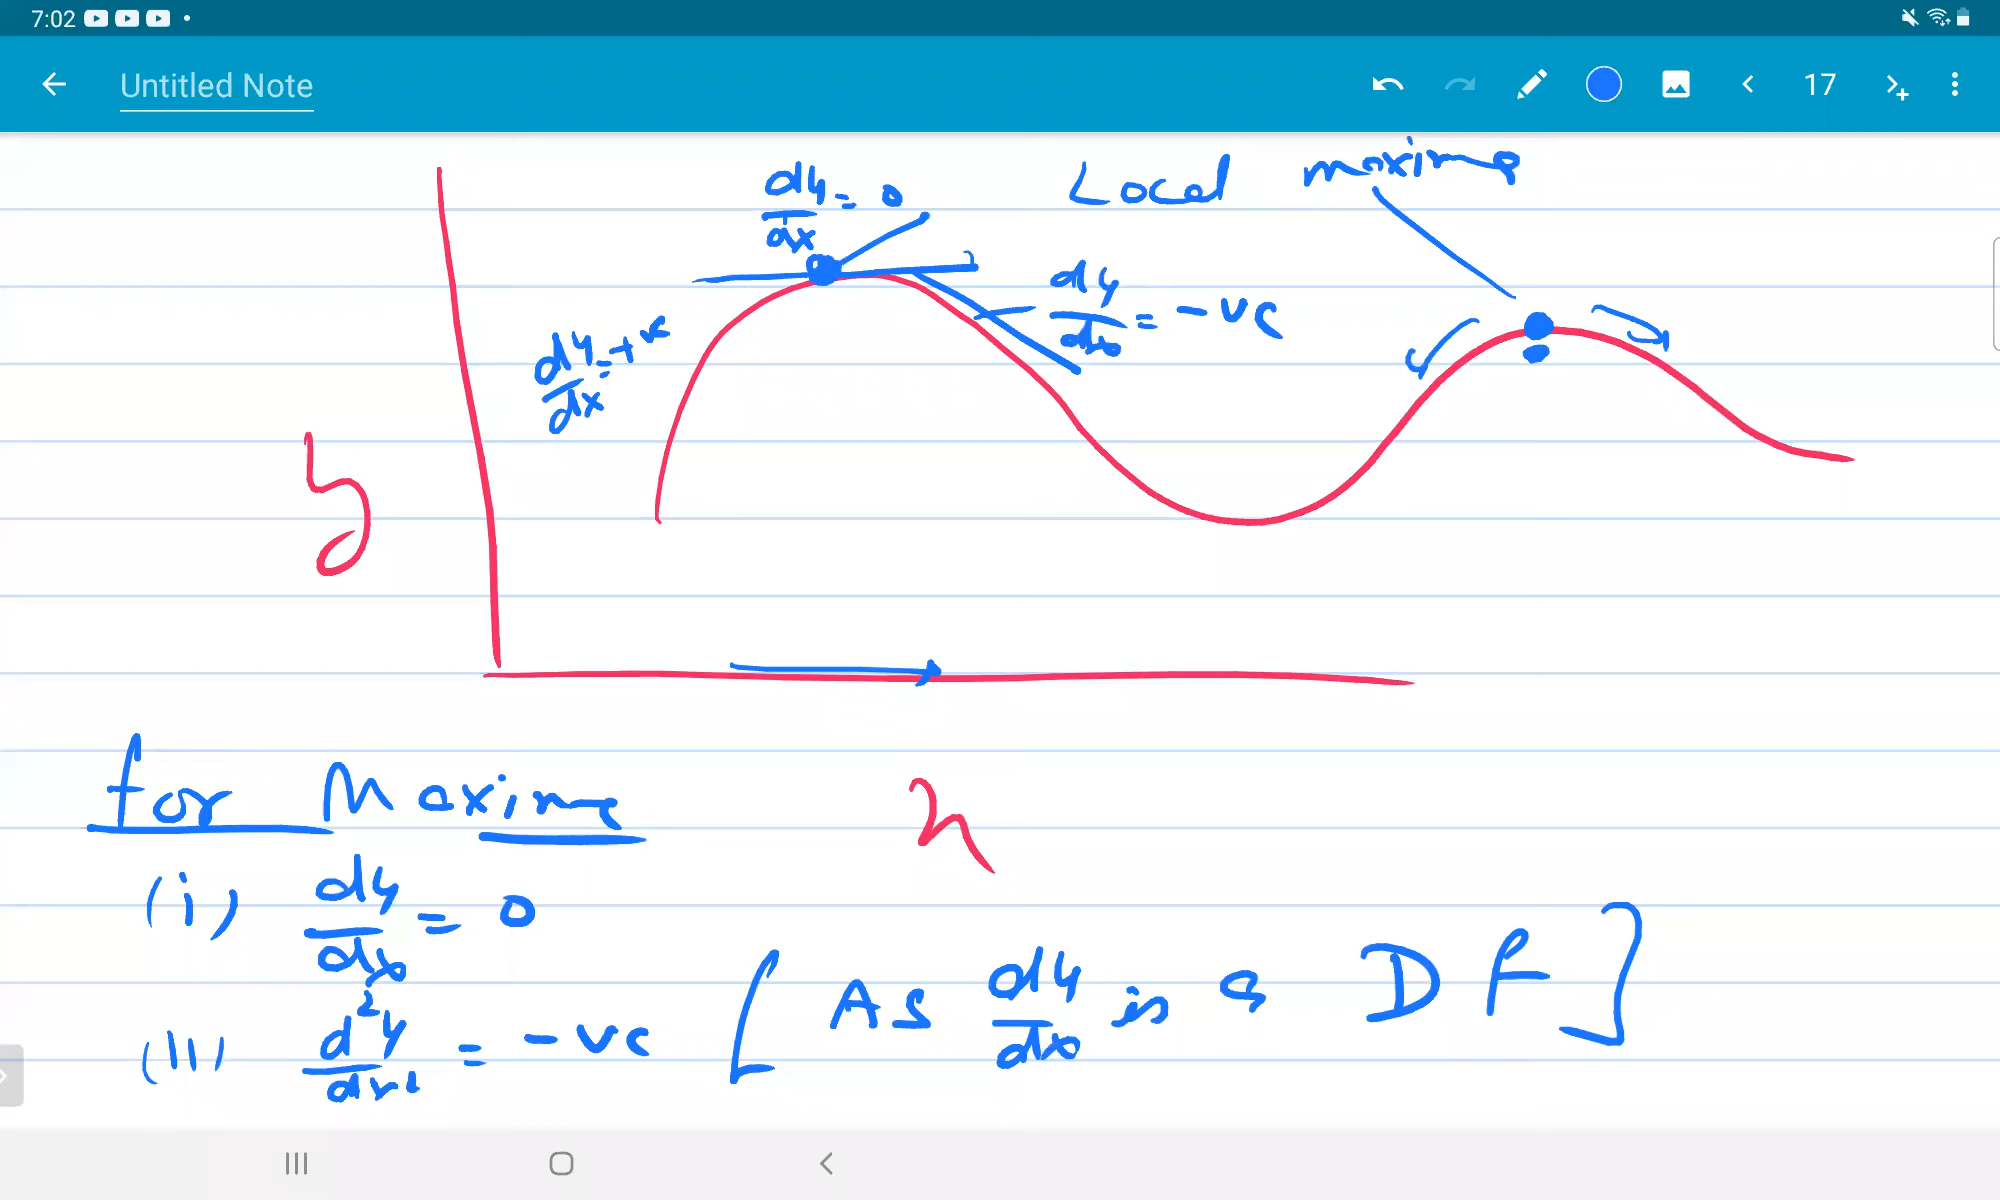 7:02
Untitled Note
17
dy/dx = 0
Local maxima
dy/dx = -ve
dy/dx = +ve
y
x
for Maxima
(i) dy/dx = 0
(ii) d²y/dx² = -ve [As dy/dx is a DF]